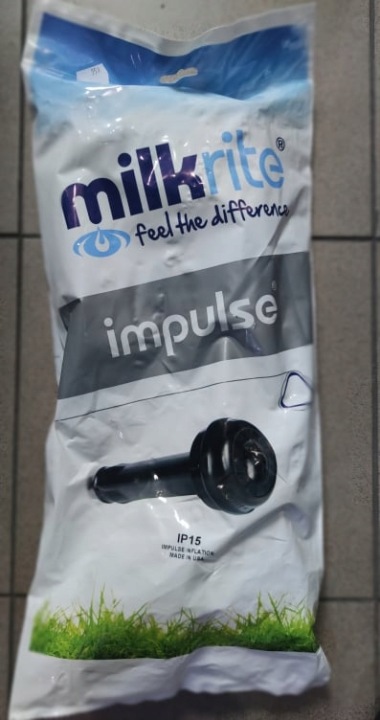 milkrite®
feel the difference
impulse
IP15
IMPULSE INFLATION
MADE IN USA